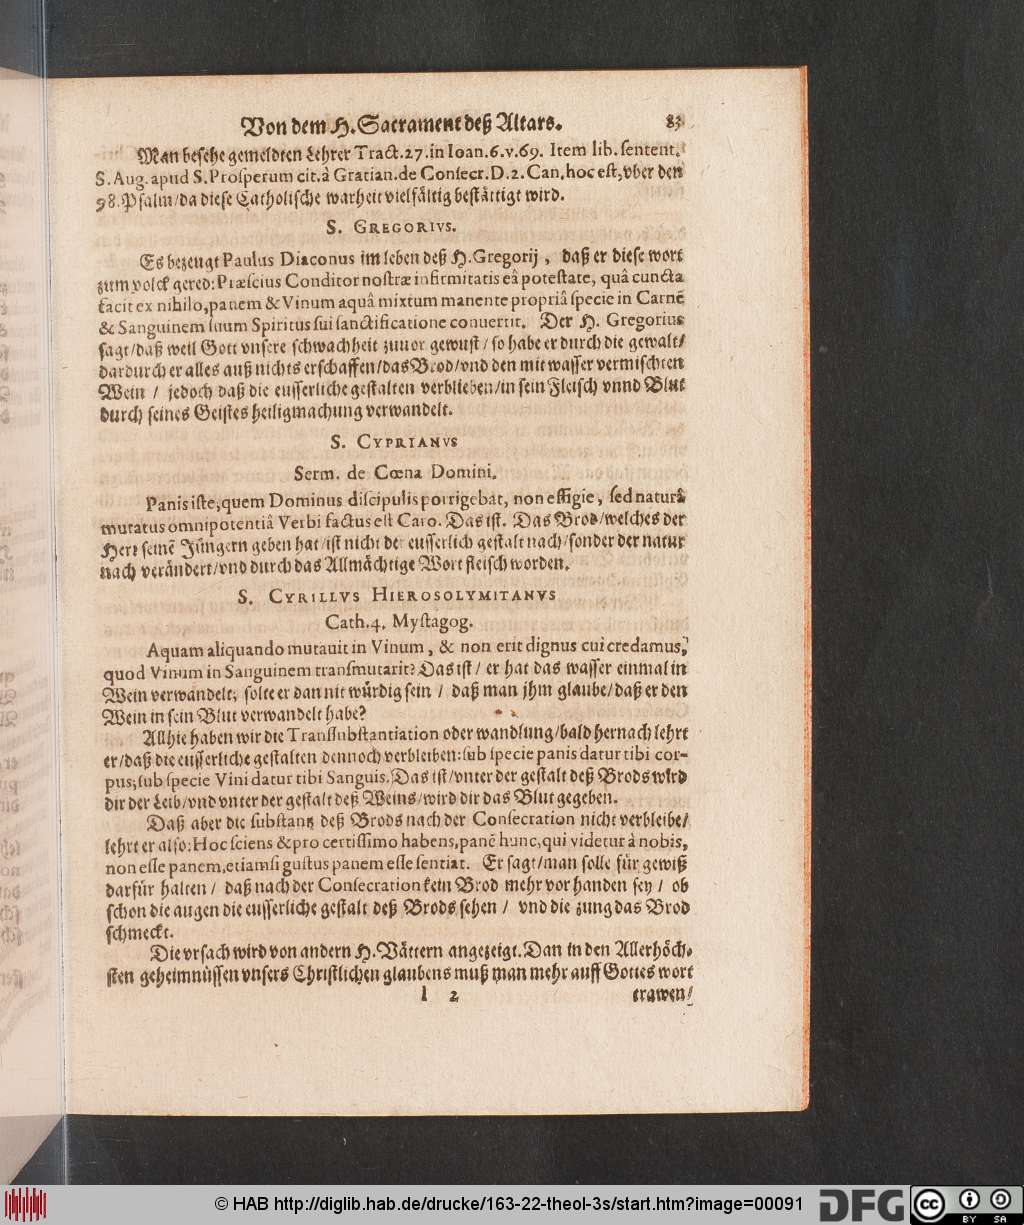 Von dem H. Sacrament deß Altars. 83
Man besehe gemeldten Lehrer Tract. 27. in Ioan. 6. v. 69. Item lib. sentent.
S. Aug. apud S. Prosperum cit. â Gratian. de Consecr. D. 2. Can. hoc est, vber den
98. Psalm/ da diese Catholische warheit vielfältig bestättigt wird.
S. GREGORIVS.
Es bezeugt Paulus Diaconus im leben deß H. Gregorij, daß er diese wort
zum volck gered: Præscius Conditor nostræ infirmitatis eâ potestate, quâ cuncta
facit ex nihilo, panem & Vinum aquâ mixtum manente propriâ specie in Carnē
& Sanguinem suum Spiritus sui sanctificatione conuertit. Der H. Gregorius
sagt/ daß weil Gott vnsere schwachheit zuuor gewust/ so habe er durch die gewalt/
dardurch er alles auß nichts erschaffen/ das Brod/ vnd den mit wasser vermischten
Wein/ jedoch daß die eusserliche gestalten verblieben/ in sein Fleisch vnnd Blut
durch seines Geistes heiligmachung verwandelt.
S. CYPRIANVS
Serm. de Cœna Domini.
Panis iste, quem Dominus discipulis porrigebat, non effigie, sed naturâ
mutatus omnipotentiâ Verbi factus est Caro. Das ist. Das Brod/ welches der
Herr seinē Jüngern geben hat/ ist nicht der eusserlich gestalt nach/ sonder der natur
nach verändert/ vnd durch das Allmächtige Wort fleisch worden.
S. CYRILLVS HIEROSOLYMITANVS
Cath. 4. Mystagog.
Aquam aliquando mutauit in Vinum, & non erit dignus cui credamus,
quod Vinum in Sanguinem transmutarit? Das ist/ er hat das wasser einmal in
Wein verwandelt; solte er dan nit würdig sein/ daß man jhm glaube/ daß er den
Wein in sein Blut verwandelt habe?
Allhie haben wir die Transsubstantiation oder wandlung/ bald hernach lehrt
er/ daß die eusserliche gestalten dennoch verbleiben: sub specie panis datur tibi cor-
pus, sub specie Vini datur tibi Sanguis. Das ist/ vnter der gestalt deß Brods wird
dir der Leib/ vnd vnter der gestalt deß Weins/ wird dir das Blut gegeben.
Daß aber die substantz deß Brods nach der Consecration nicht verbleibe/
lehrt er also: Hoc sciens & pro certissimo habens, panē hunc, qui videtur à nobis,
non esse panem, etiamsi gustus panem esse sentiat. Er sagt/ man solle für gewiß
darfür halten/ daß nach der Consecration kein Brod mehr vorhanden sey/ ob
schon die augen die eusserliche gestalt deß Brods sehen/ vnd die zung das Brod
schmeckt.
Die vrsach wird von andern H. Vättern angezeigt. Dan in den Allerhöch-
sten geheimnüssen vnsers Christlichen glaubens muß man mehr auff Gottes wort
l 2 trawen/
© HAB http://diglib.hab.de/drucke/163-22-theol-3s/start.htm?image=00091
DFG
cc BY SA